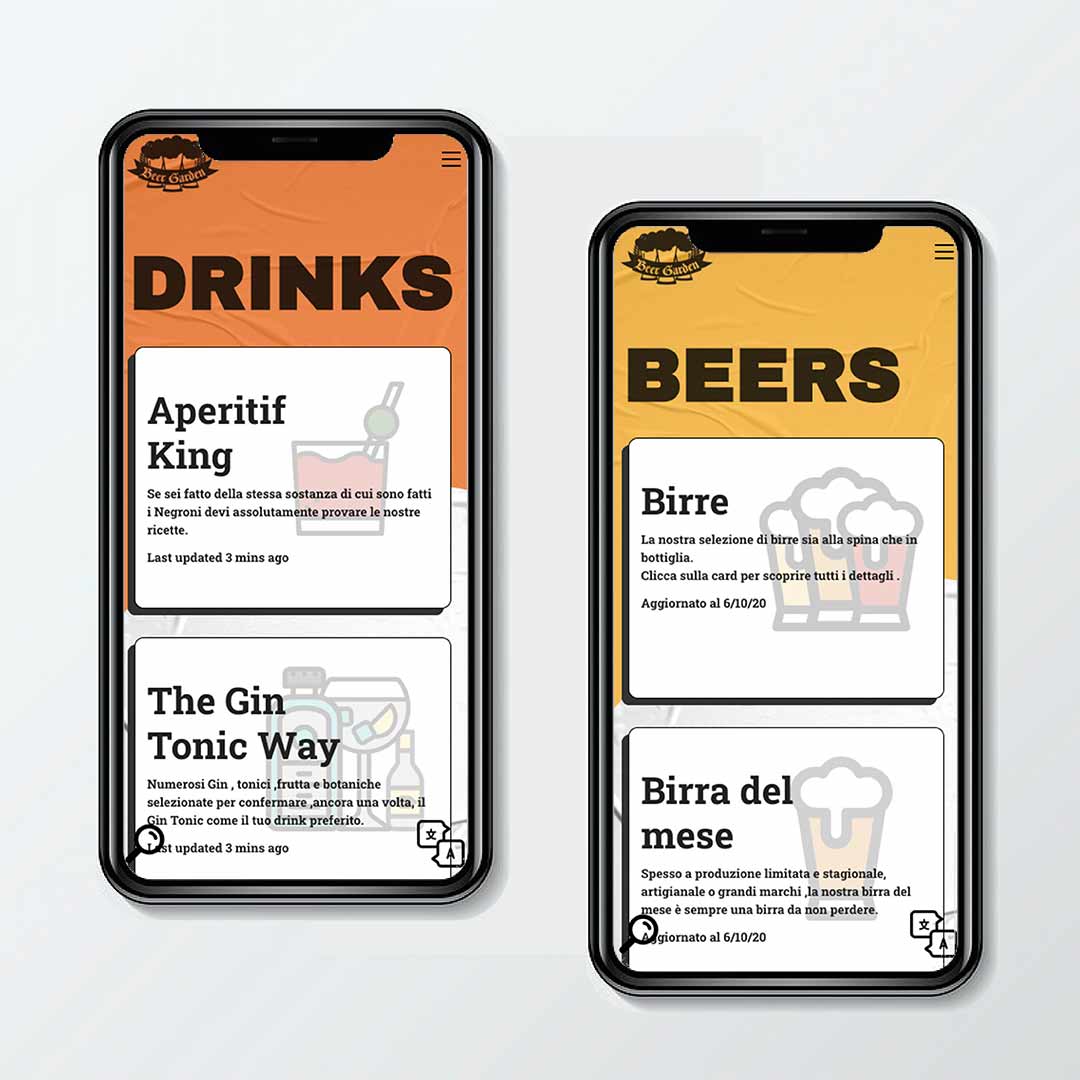 Beer Garden
DRINKS
Aperitif
King
Se sei fatto della stessa sostanza di cui sono fatti
i Negroni devi assolutamente provare le nostre
ricette.
Last updated 3 mins ago
The Gin
Tonic Way
Numerosi Gin , tonici ,frutta e botaniche
selezionate per confermare ,ancora una volta, il
Gin Tonic come il tuo drink preferito.
Last updated 3 mins ago
文
A
Beer Garden
BEERS
Birre
La nostra selezione di birre sia alla spina che in
bottiglia.
Clicca sulla card per scoprire tutti i dettagli .
Aggiornato al 6/10/20
Birra del
mese
Spesso a produzione limitata e stagionale,
artigianale o grandi marchi ,la nostra birra del
mese è sempre una birra da non perdere.
Aggiornato al 6/10/20
文
A